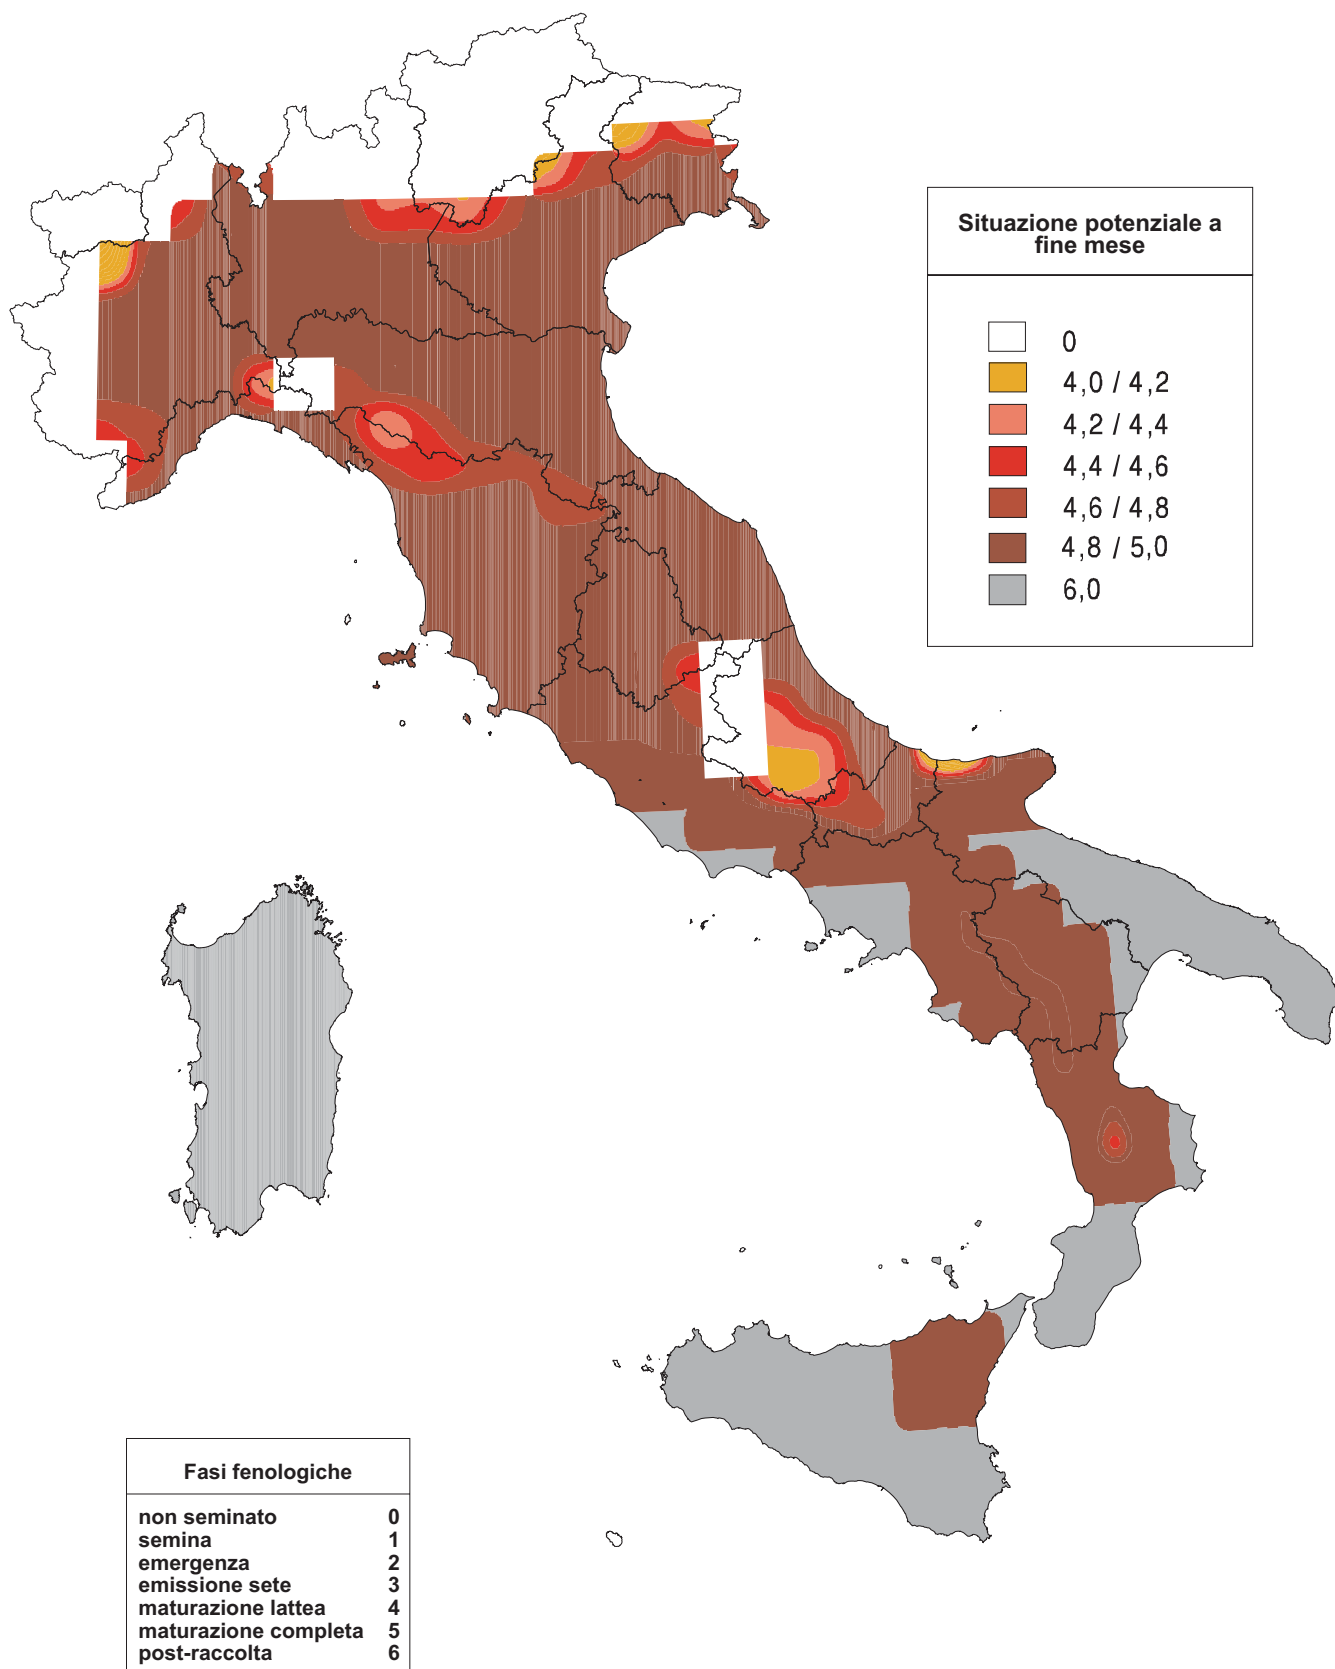 Situazione potenziale a
fine mese
0
4,0 / 4,2
4,2 / 4,4
4,4 / 4,6
4,6 / 4,8
4,8 / 5,0
6,0
Fasi fenologiche
non seminato 0
semina 1
emergenza 2
emissione sete 3
maturazione lattea 4
maturazione completa 5
post-raccolta 6